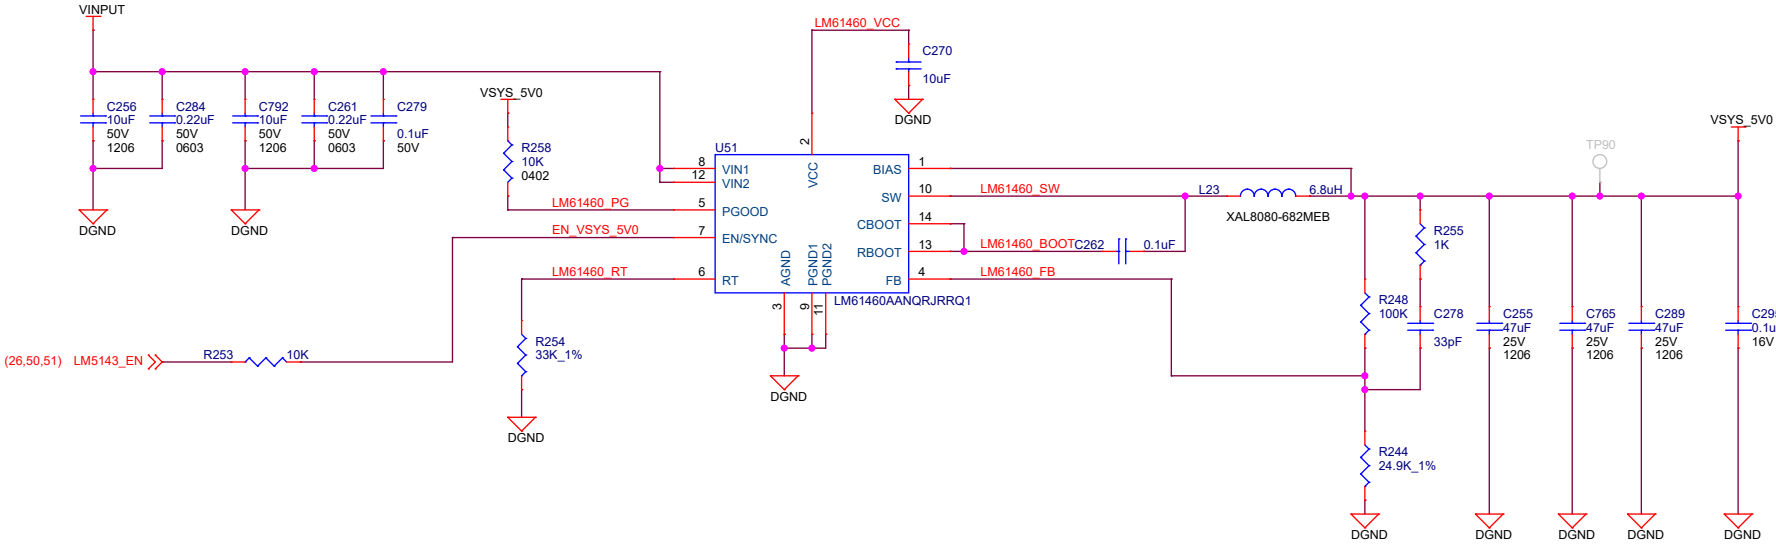 VINPUT
LM61460_VCC
C270
10uF
DGND
C256
10uF
50V
1206
C284
0.22uF
50V
0603
C792
10uF
50V
1206
C261
0.22uF
50V
0603
C279
0.1uF
50V
DGND
DGND
VSYS_5V0
R258
10K
0402
LM61460_PG
EN_VSYS_5V0
LM61460_RT
R254
33K_1%
DGND
(26,50,51) LM5143_EN
R253
10K
U51
8
12
5
7
6
VIN1
VIN2
PGOOD
EN/SYNC
RT
2
VCC
AGND
PGND1
PGND2
3
9
11
DGND
BIAS
SW
CBOOT
RBOOT
FB
1
10
14
13
4
LM61460AANQRJRRQ1
LM61460_SW
LM61460_BOOT
C262
0.1uF
LM61460_FB
L23
6.8uH
XAL8080-682MEB
R255
1K
R248
100K
C278
33pF
R244
24.9K_1%
DGND
C255
47uF
25V
1206
DGND
C765
47uF
25V
1206
DGND
C289
47uF
25V
1206
DGND
TP90
VSYS_5V0
0.1u
16V
DGND